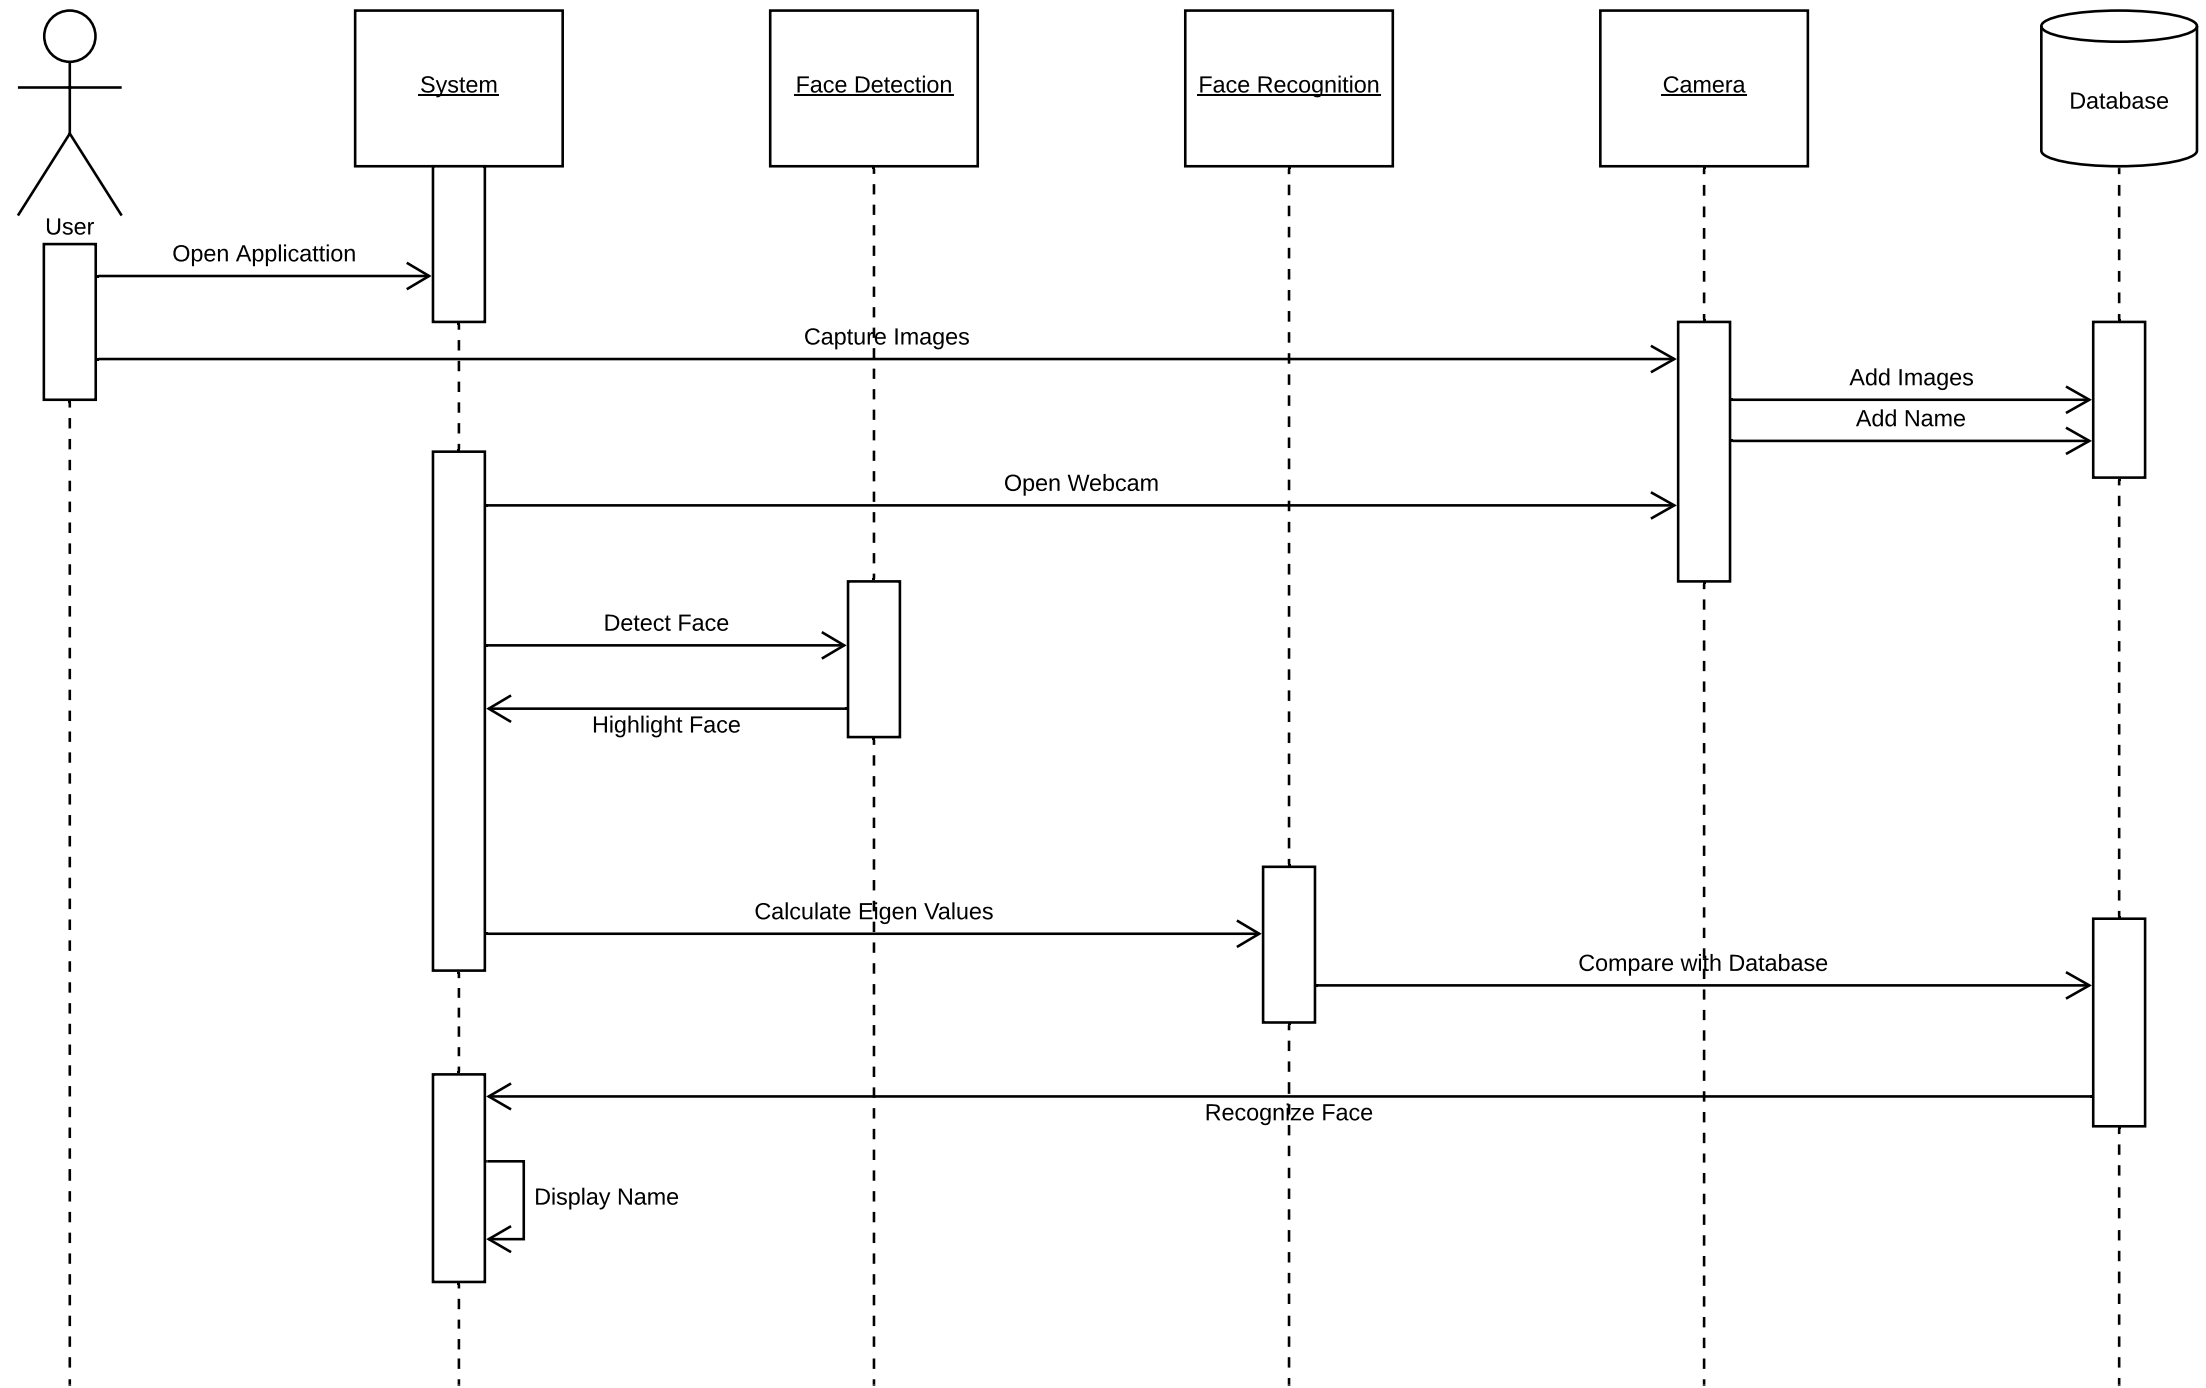 System
Face Detection
Face Recognition
Camera
Database
User
Open Applicattion
Capture Images
Add Images
Add Name
Open Webcam
Detect Face
Highlight Face
Calculate Eigen Values
Compare with Database
Recognize Face
Display Name